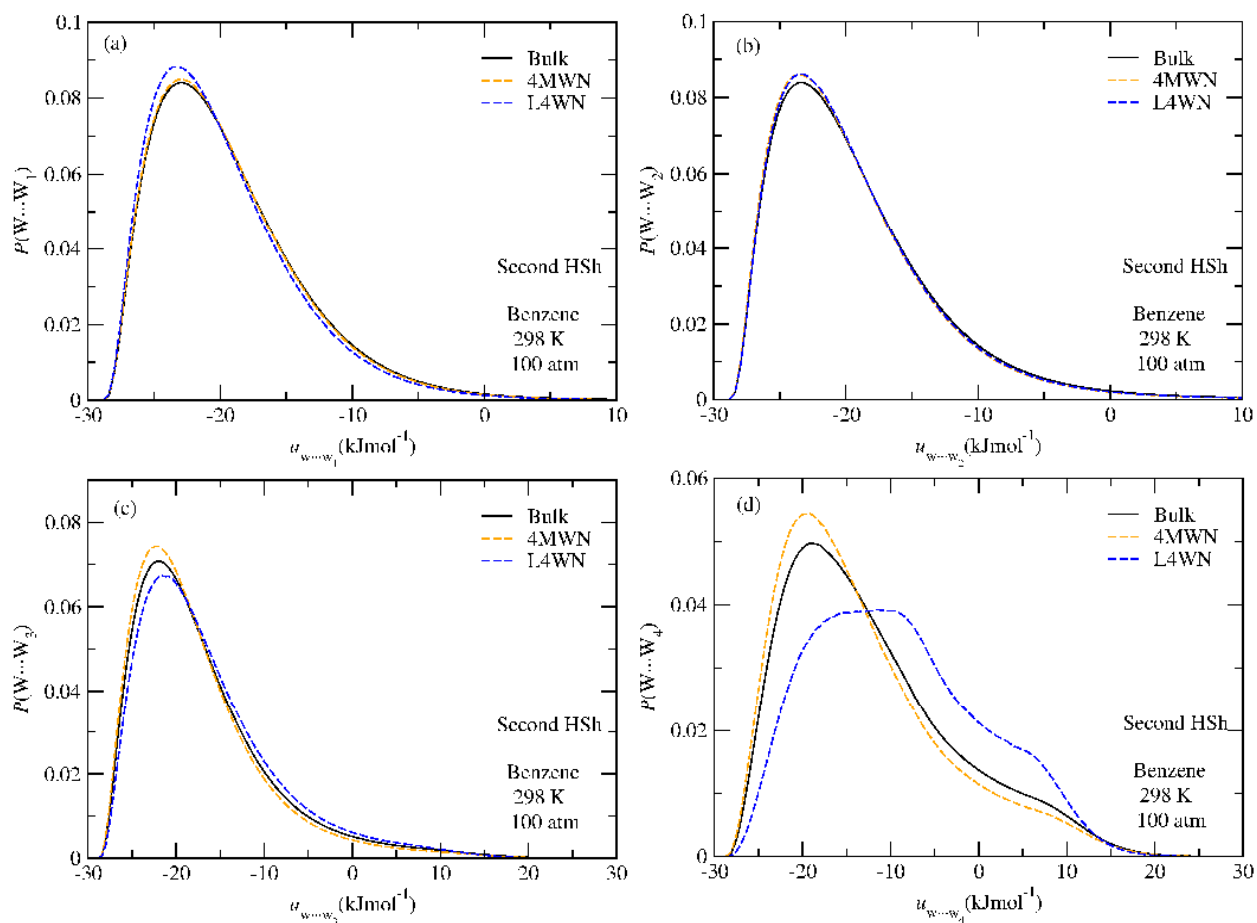 0.1
(a)
Bulk
4MWN
L4WN
0.08
0.06
0.04
0.02
0
P(W···W₁)
Second HSh
Benzene
298 K
100 atm
-30 -20 -10 0 10
u_w···w₁(kJmol⁻¹)
0.1
(b)
Bulk
4MWN
L4WN
0.08
0.06
0.04
0.02
0
P(W···W₂)
Second HSh
Benzene
298 K
100 atm
-30 -20 -10 0 10
u_w···w₂(kJmol⁻¹)
(c)
Bulk
4MWN
L4WN
0.08
0.06
0.04
0.02
0
P(W···W₃)
Second HSh
Benzene
298 K
100 atm
-30 -20 -10 0 10 20 30
u_w···w₃(kJmol⁻¹)
0.06
(d)
Bulk
4MWN
L4WN
0.04
0.02
0
P(W···W₄)
Second HSh
Benzene
298 K
100 atm
-30 -20 -10 0 10 20 30
u_w···w₄(kJmol⁻¹)